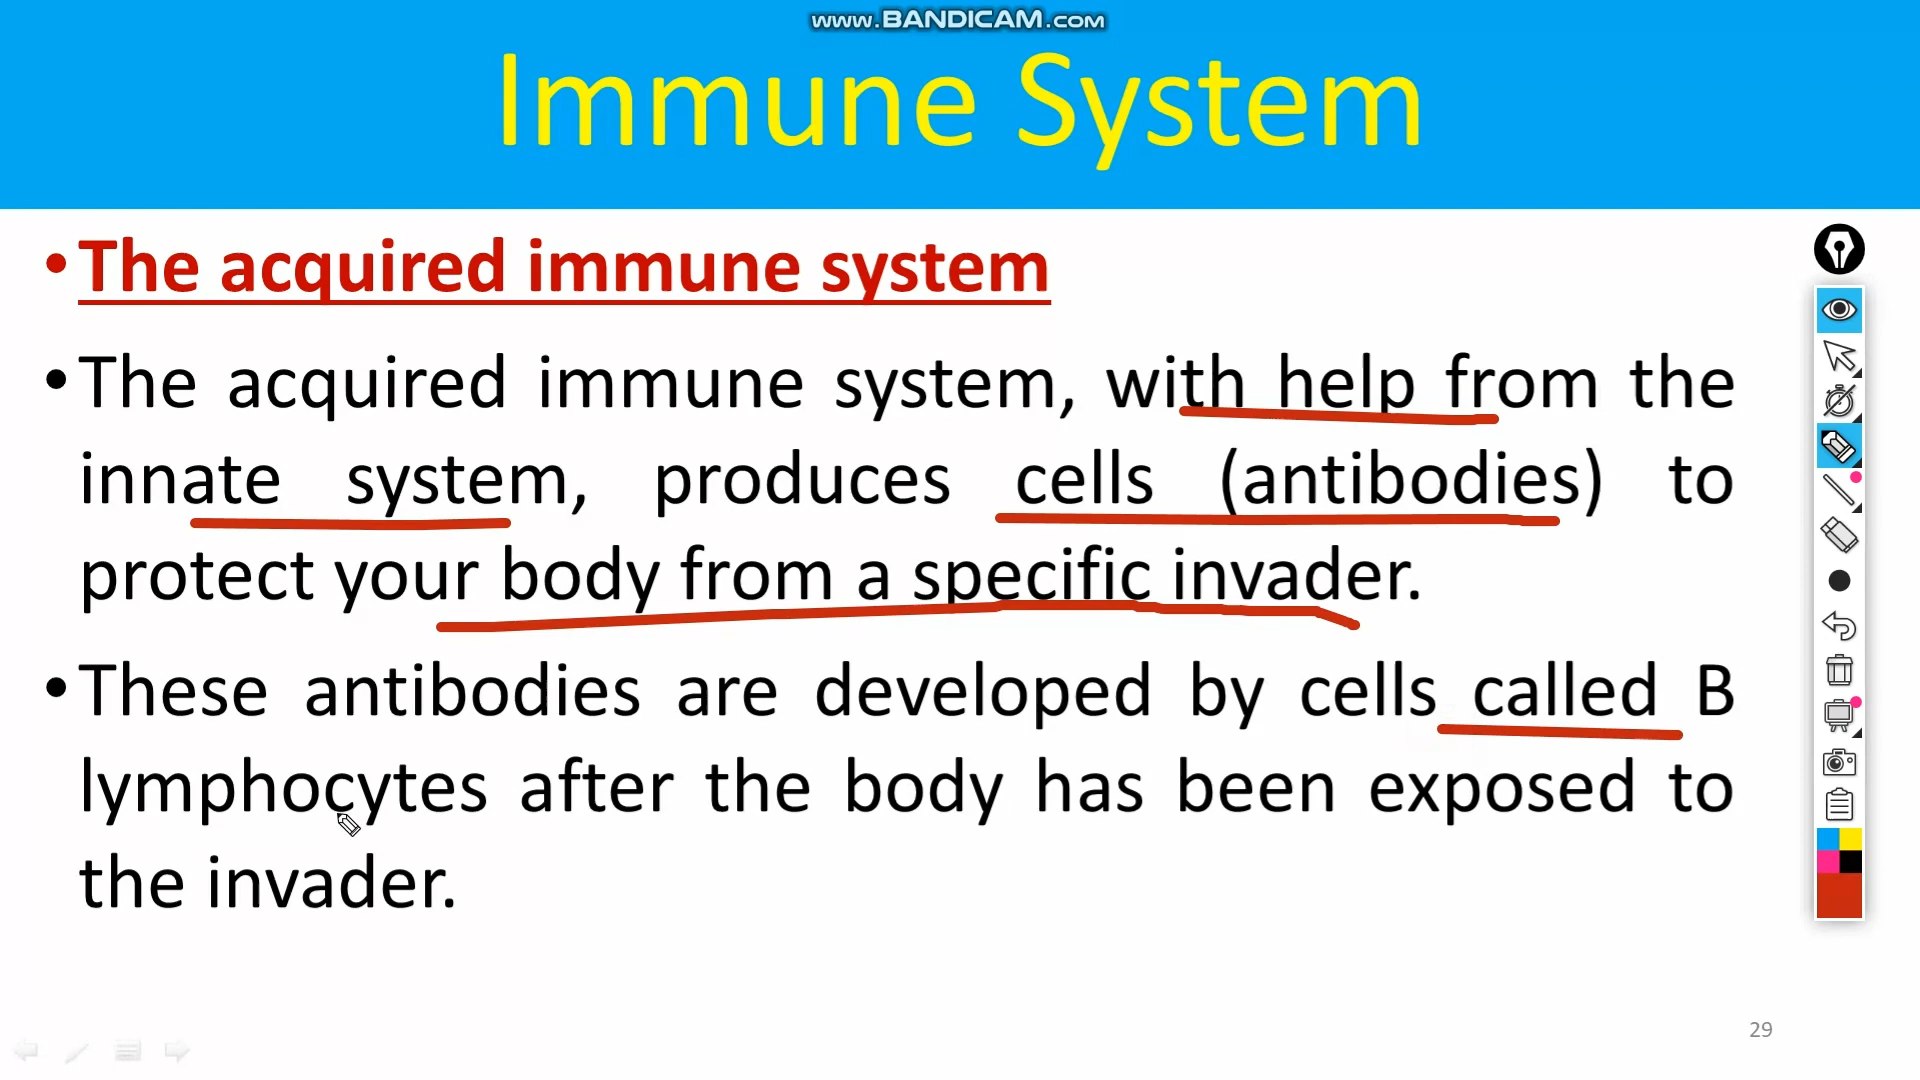 www.BANDICAM.com
Immune System
•The acquired immune system
•The acquired immune system, with help from the
innate system, produces cells (antibodies) to
protect your body from a specific invader.
•These antibodies are developed by cells called B
lymphocytes after the body has been exposed to
the invader.
29